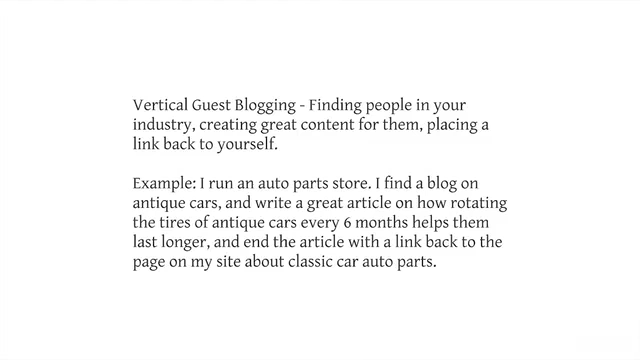 Vertical Guest Blogging - Finding people in your
industry, creating great content for them, placing a
link back to yourself.
Example: I run an auto parts store. I find a blog on
antique cars, and write a great article on how rotating
the tires of antique cars every 6 months helps them
last longer, and end the article with a link back to the
page on my site about classic car auto parts.